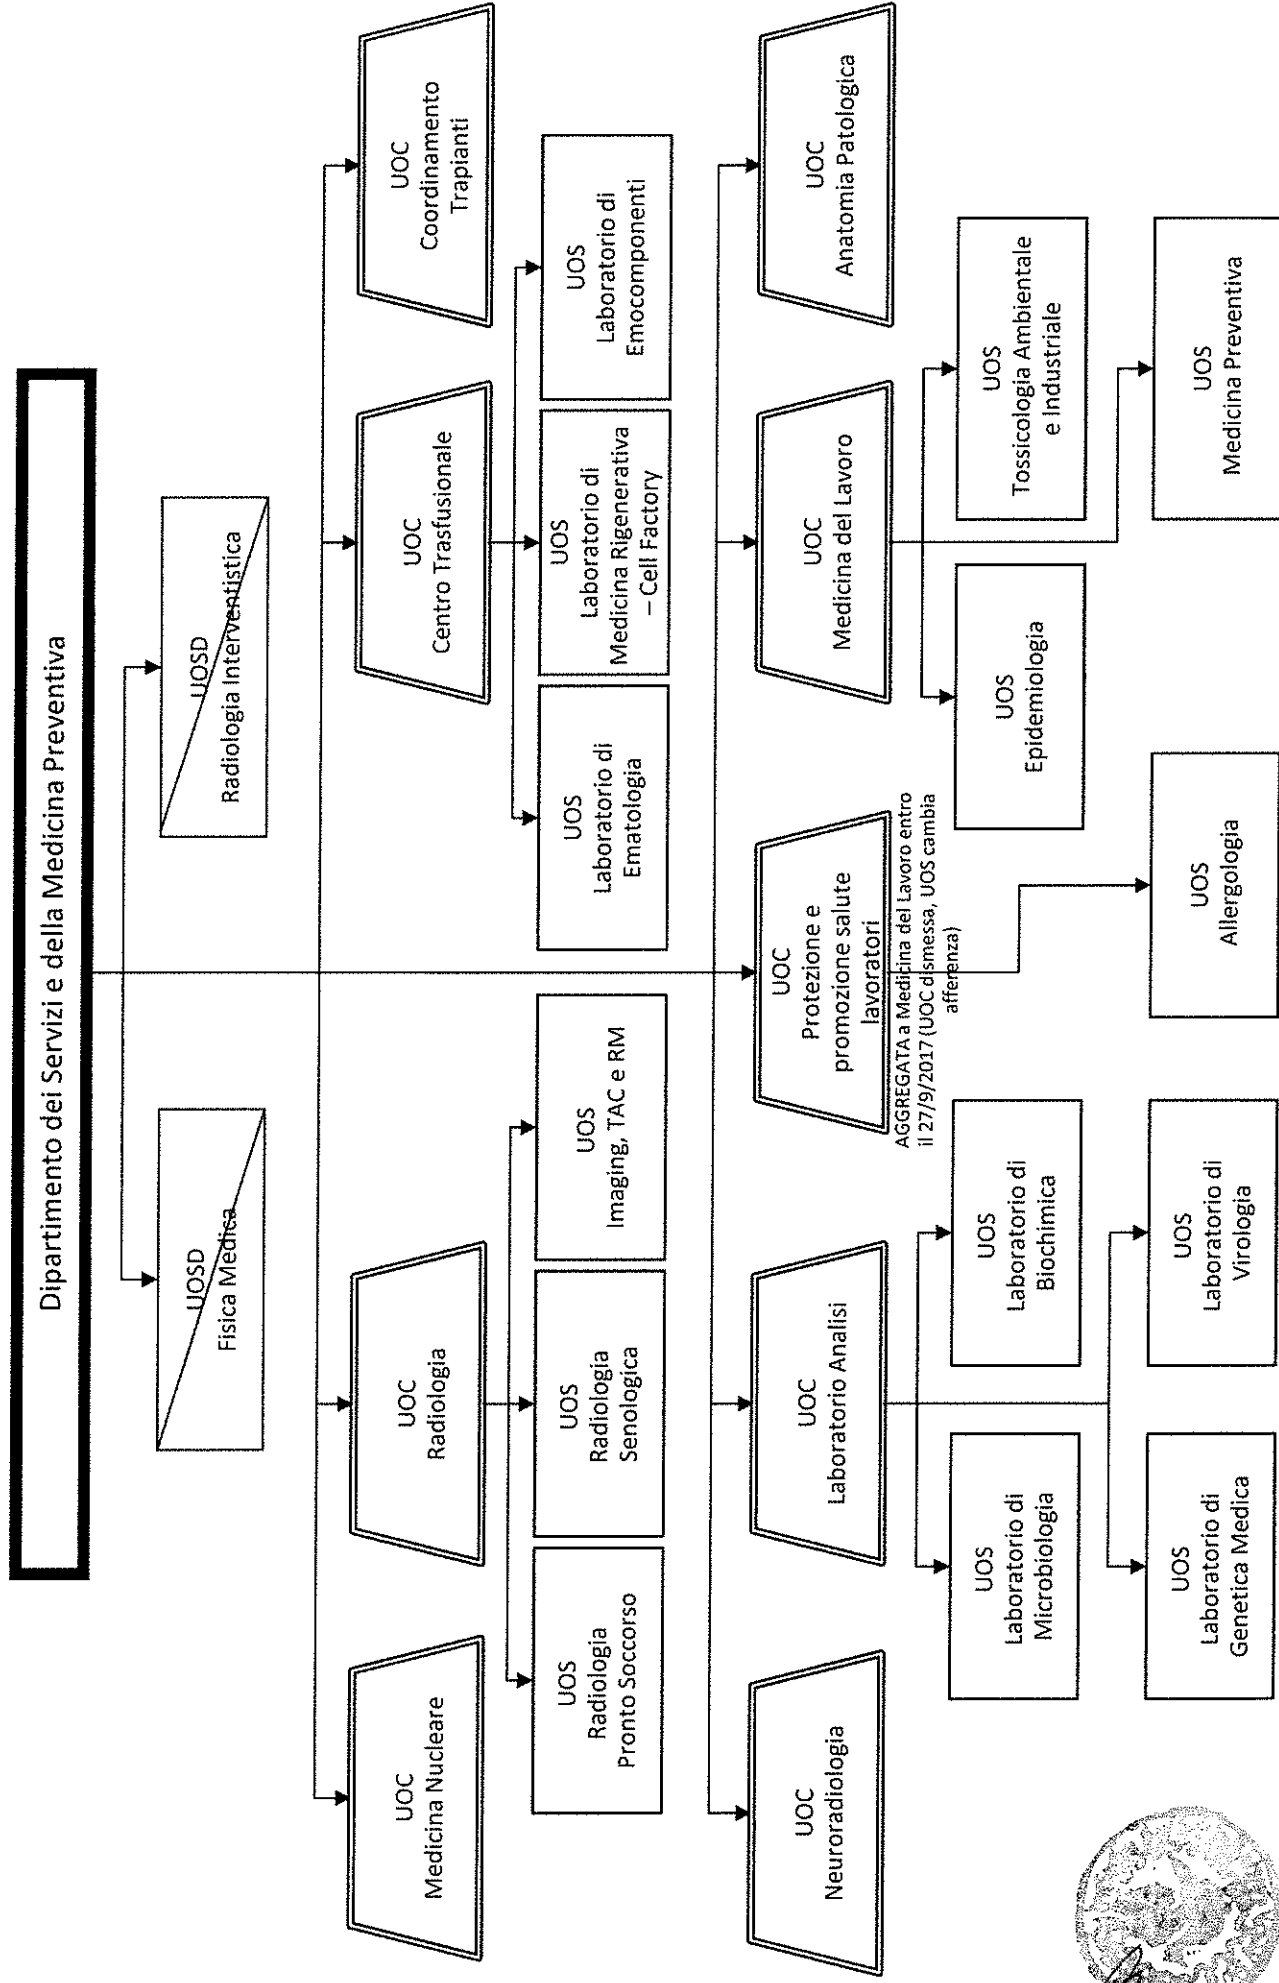 Dipartimento dei Servizi e della Medicina Preventiva
UOSD
Fisica Medica
UOSD
Radiologia Interventistica
UOC
Medicina Nucleare
UOC
Radiologia
UOC
Centro Trasfusionale
UOC
Coordinamento
Trapianti
UOS
Radiologia
Pronto Soccorso
UOS
Radiologia
Senologica
UOS
Imaging, TAC e RM
UOS
Laboratorio di
Ematologia
UOS
Laboratorio di
Medicina Rigenerativa
– Cell Factory
UOS
Laboratorio di
Emocomponenti
UOC
Neuroradiologia
UOC
Laboratorio Analisi
UOC
Protezione e
promozione salute
lavoratori
AGGREGATA a Medicina del Lavoro entro
il 27/9/2017 (UOC dismessa, UOS cambia
afferenza)
UOC
Medicina del Lavoro
UOC
Anatomia Patologica
UOS
Laboratorio di
Microbiologia
UOS
Laboratorio di
Biochimica
UOS
Epidemiologia
UOS
Tossicologia Ambientale
e Industriale
UOS
Laboratorio di
Genetica Medica
UOS
Laboratorio di
Virologia
UOS
Allergologia
UOS
Medicina Preventiva